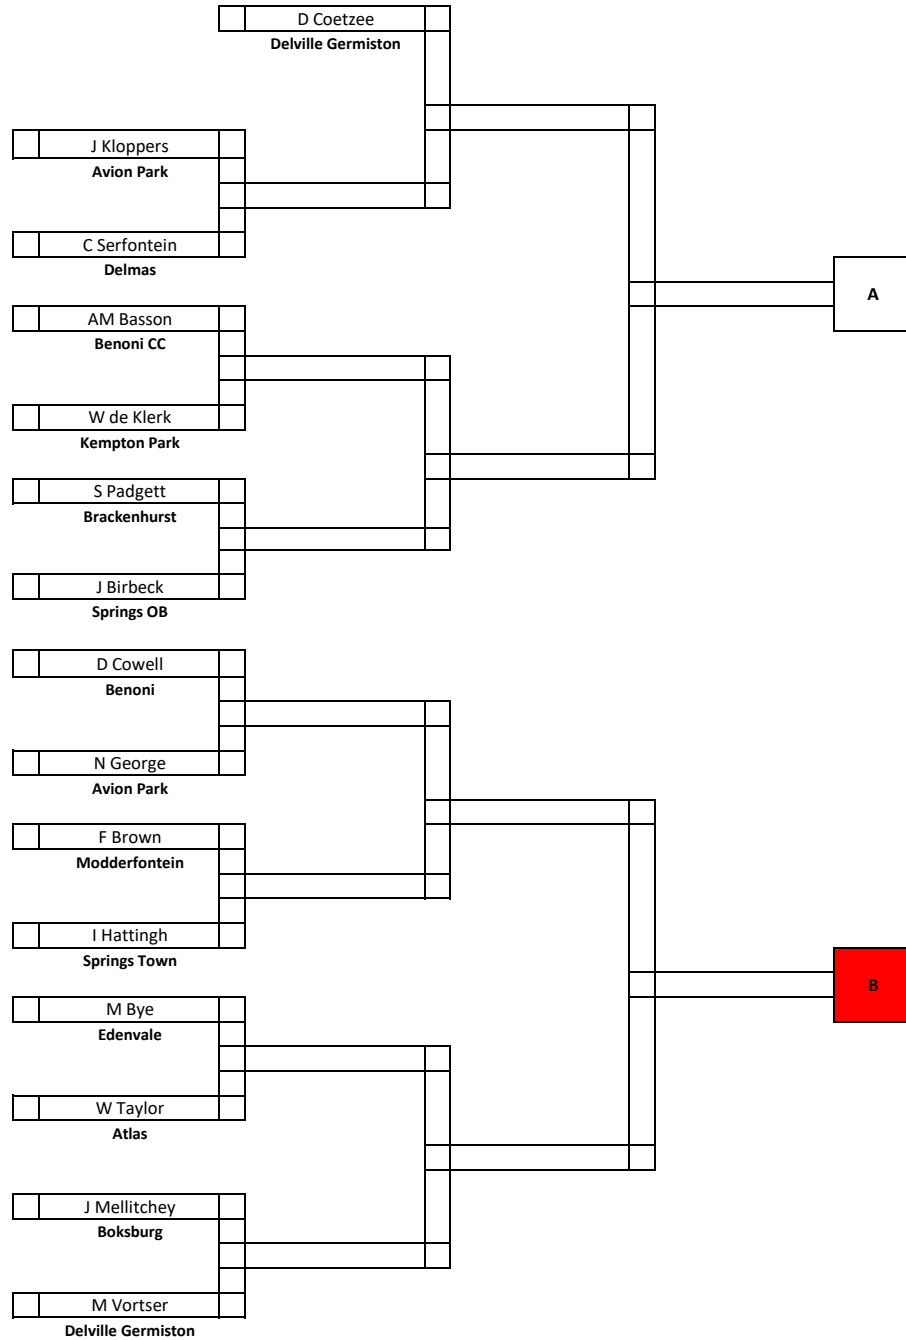 D Coetzee
Delville Germiston
J Kloppers
Avion Park
C Serfontein
Delmas
A
AM Basson
Benoni CC
W de Klerk
Kempton Park
S Padgett
Brackenhurst
J Birbeck
Springs OB
D Cowell
Benoni
N George
Avion Park
F Brown
Modderfontein
I Hattingh
Springs Town
B
M Bye
Edenvale
W Taylor
Atlas
J Mellitchey
Boksburg
M Vortser
Delville Germiston